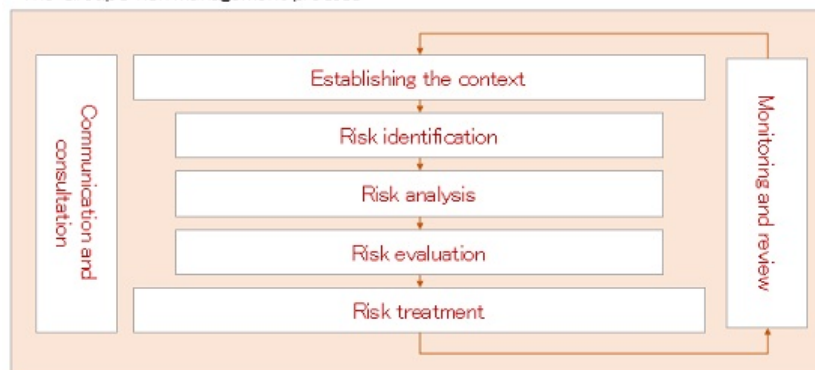 Establishing the context
Communication and
consultation
Risk identification
Risk analysis
Risk evaluation
Risk treatment
Monitoring and review